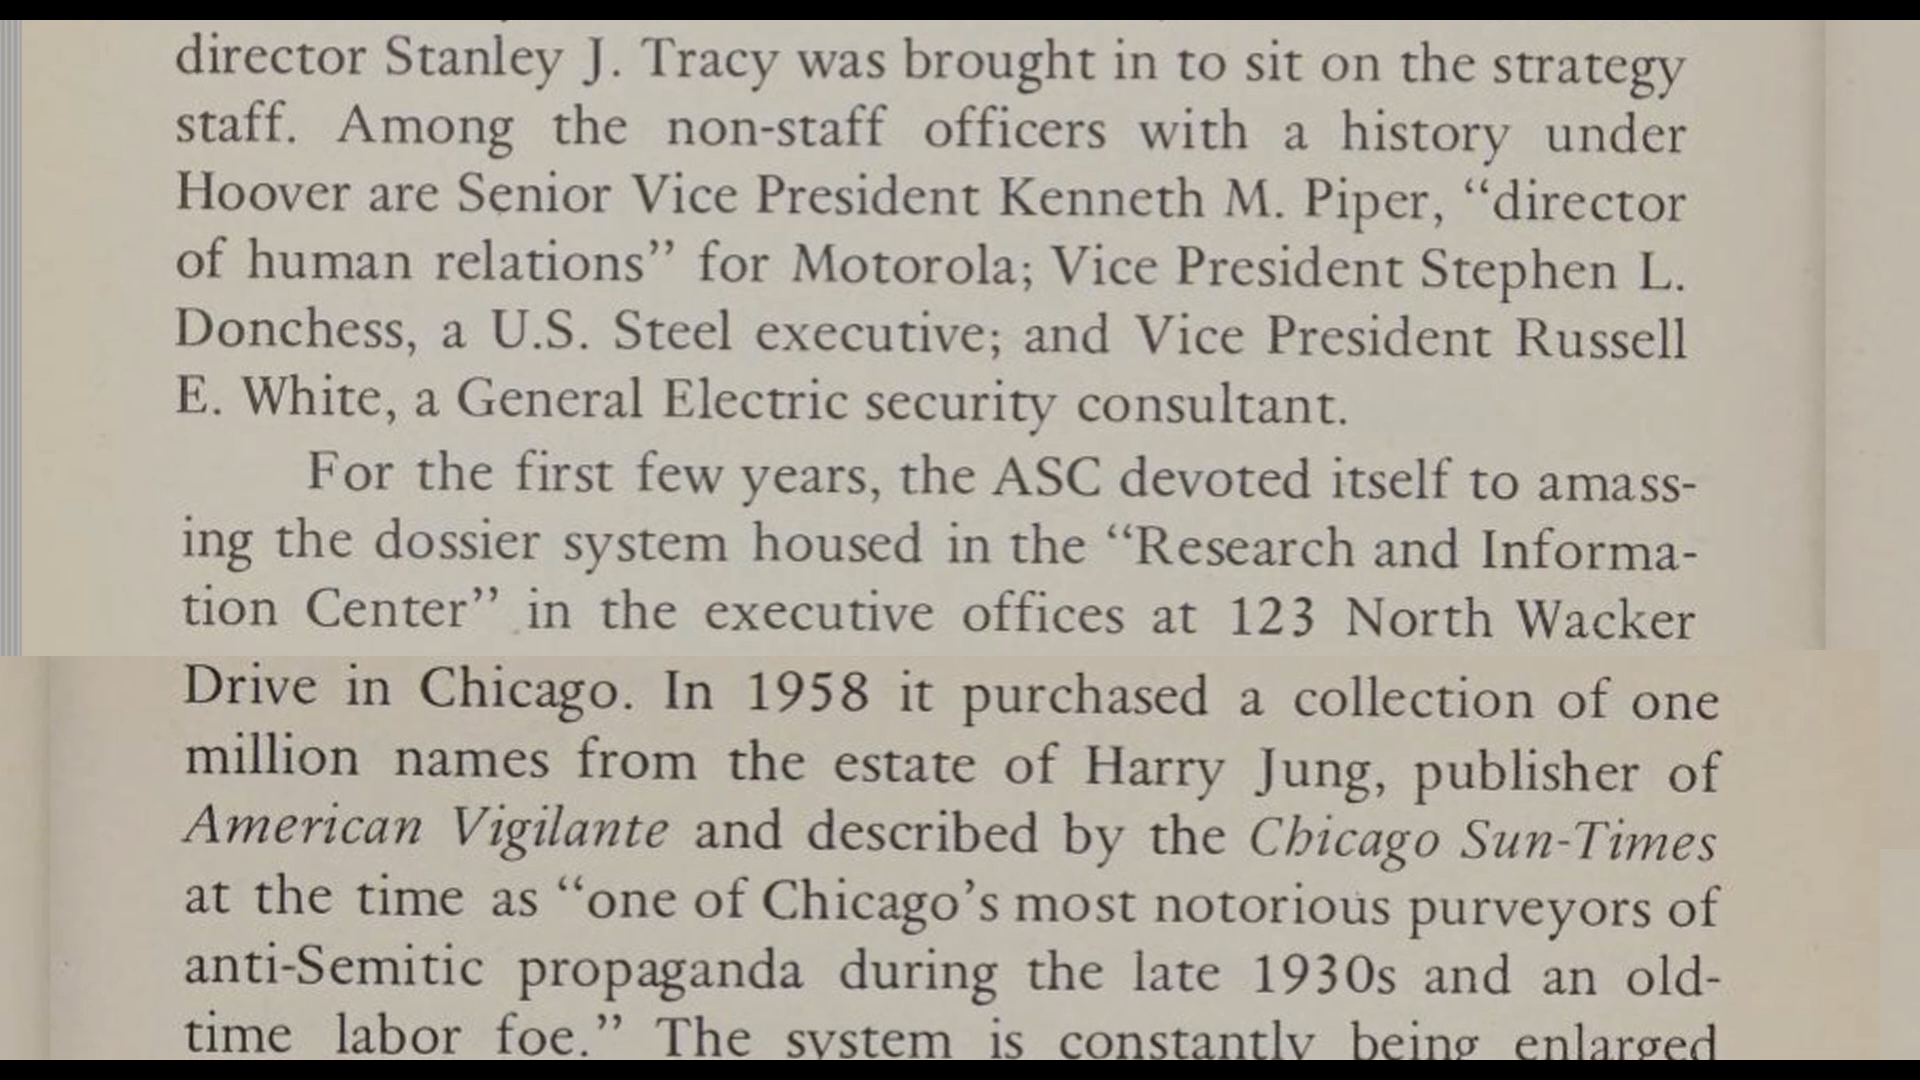 director Stanley J. Tracy was brought in to sit on the strategy
staff. Among the non-staff officers with a history under
Hoover are Senior Vice President Kenneth M. Piper, “director
of human relations” for Motorola; Vice President Stephen L.
Donchess, a U.S. Steel executive; and Vice President Russell
E. White, a General Electric security consultant.
For the first few years, the ASC devoted itself to amass-
ing the dossier system housed in the “Research and Informa-
tion Center” in the executive offices at 123 North Wacker
Drive in Chicago. In 1958 it purchased a collection of one
million names from the estate of Harry Jung, publisher of
American Vigilante and described by the Chicago Sun-Times
at the time as “one of Chicago’s most notorious purveyors of
anti-Semitic propaganda during the late 1930s and an old-
time labor foe.” The system is constantly being enlarged